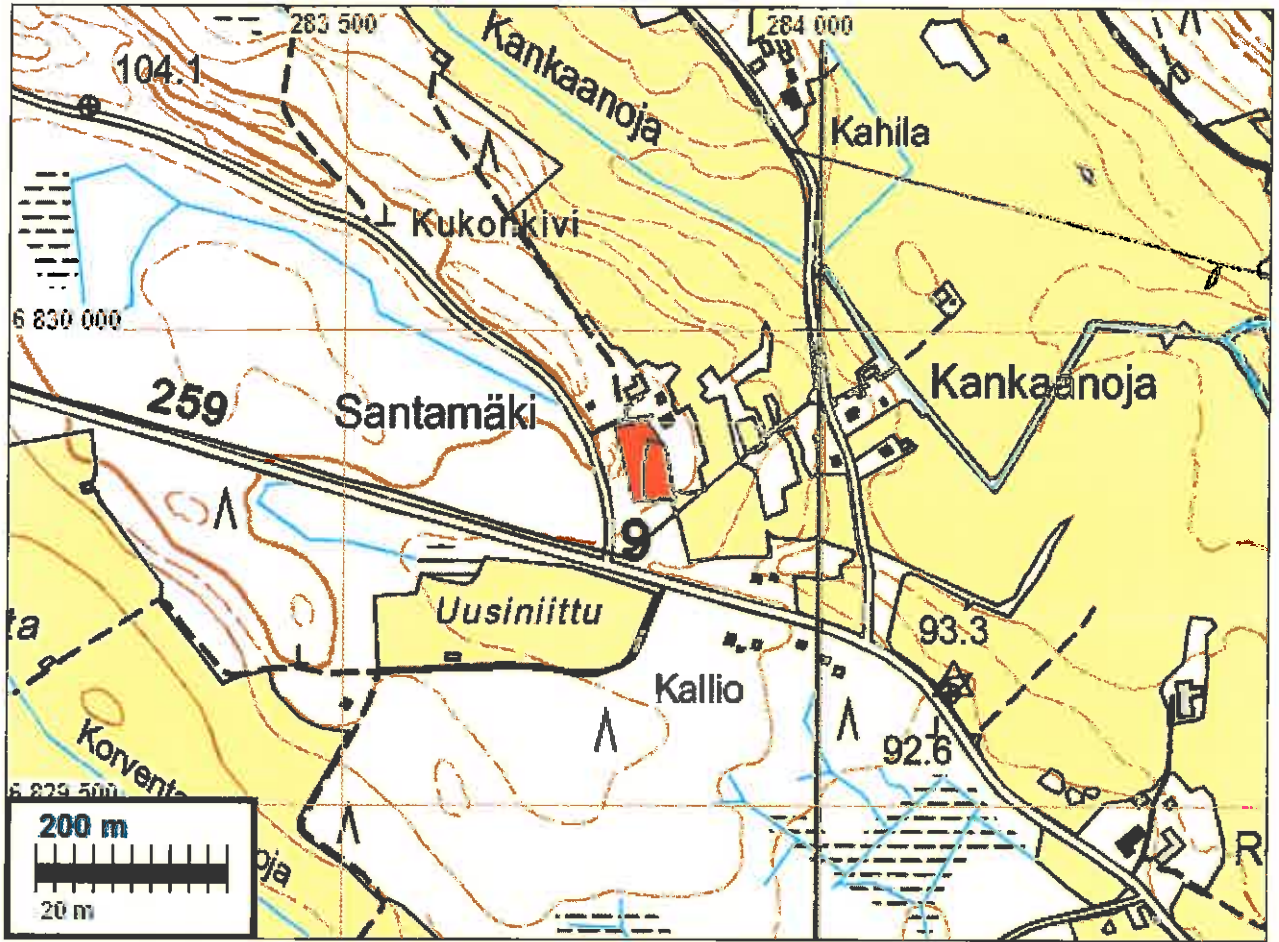 283 500
284 000
Kankaanoja
104.1
Kahila
Kukonkivi
6 830 000
259
Santamäki
Kankaanoja
9
Uusiniittu
ta
93.3
Kallio
92.6
Korventa
6 829 500
200 m
oja
R
20 m